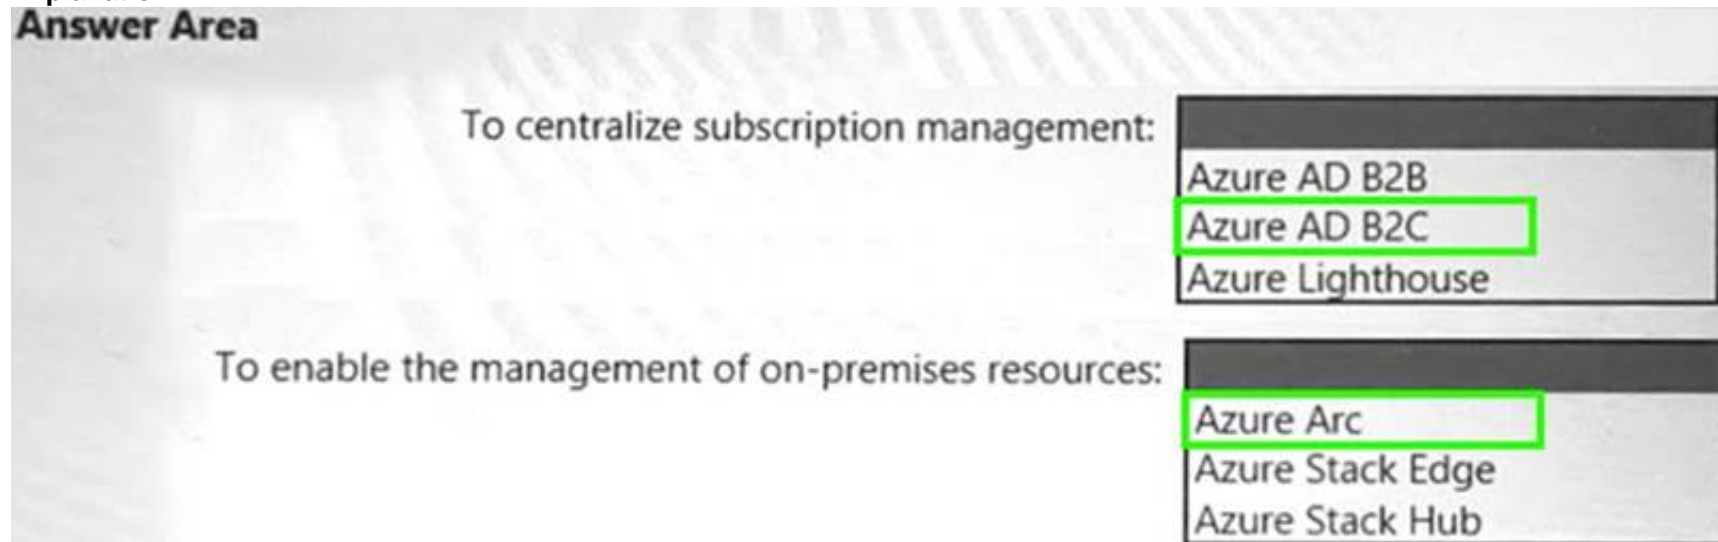 Answer Area
To centralize subscription management:
Azure AD B2B
Azure AD B2C
Azure Lighthouse
To enable the management of on-premises resources:
Azure Arc
Azure Stack Edge
Azure Stack Hub